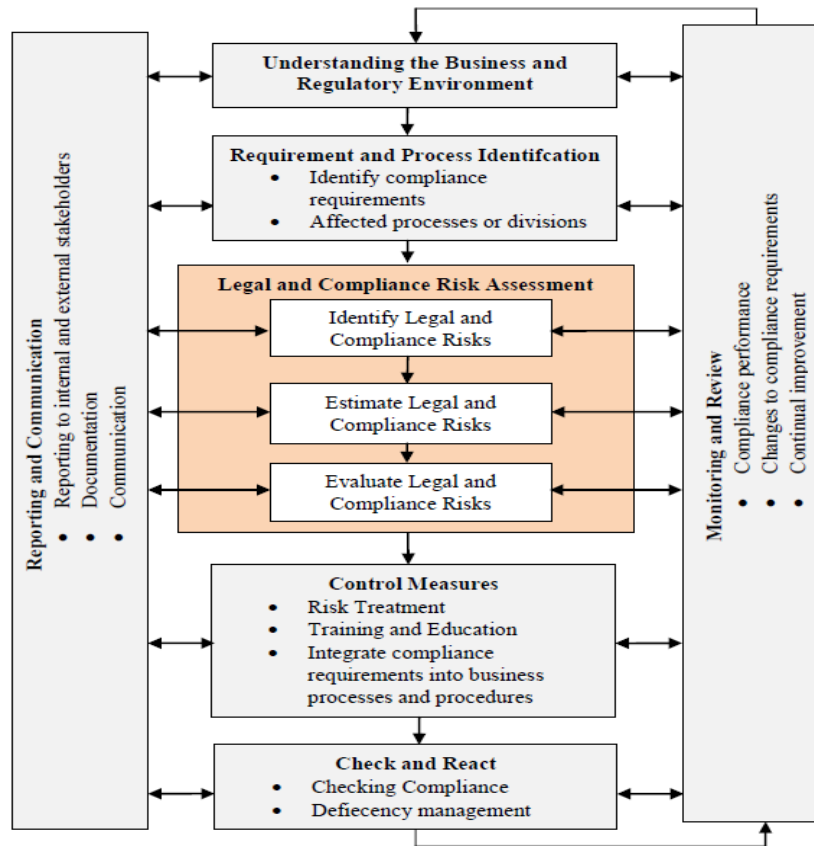 Understanding the Business and
Regulatory Environment
Requirement and Process Identifcation
• Identify compliance
requirements
• Affected processes or divisions
Legal and Compliance Risk Assessment
Identify Legal and
Compliance Risks
Estimate Legal and
Compliance Risks
Evaluate Legal and
Compliance Risks
Control Measures
• Risk Treatment
• Training and Education
• Integrate compliance
requirements into business
processes and procedures
Check and React
• Checking Compliance
• Defiecency management
Reporting and Communication
• Reporting to internal and external stakeholders
• Documentation
• Communication
Monitoring and Review
• Compliance performance
• Changes to compliance requirements
• Continual improvement